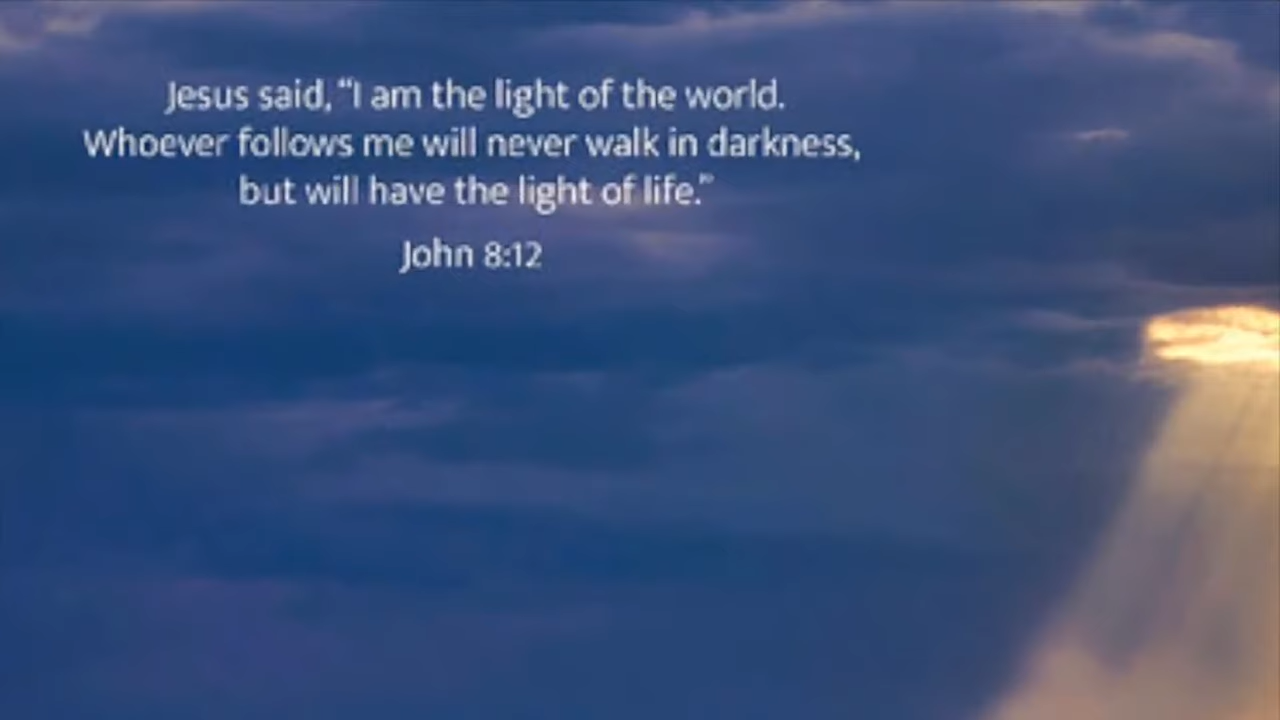 Jesus said, “I am the light of the world.
Whoever follows me will never walk in darkness,
but will have the light of life.”
John 8:12